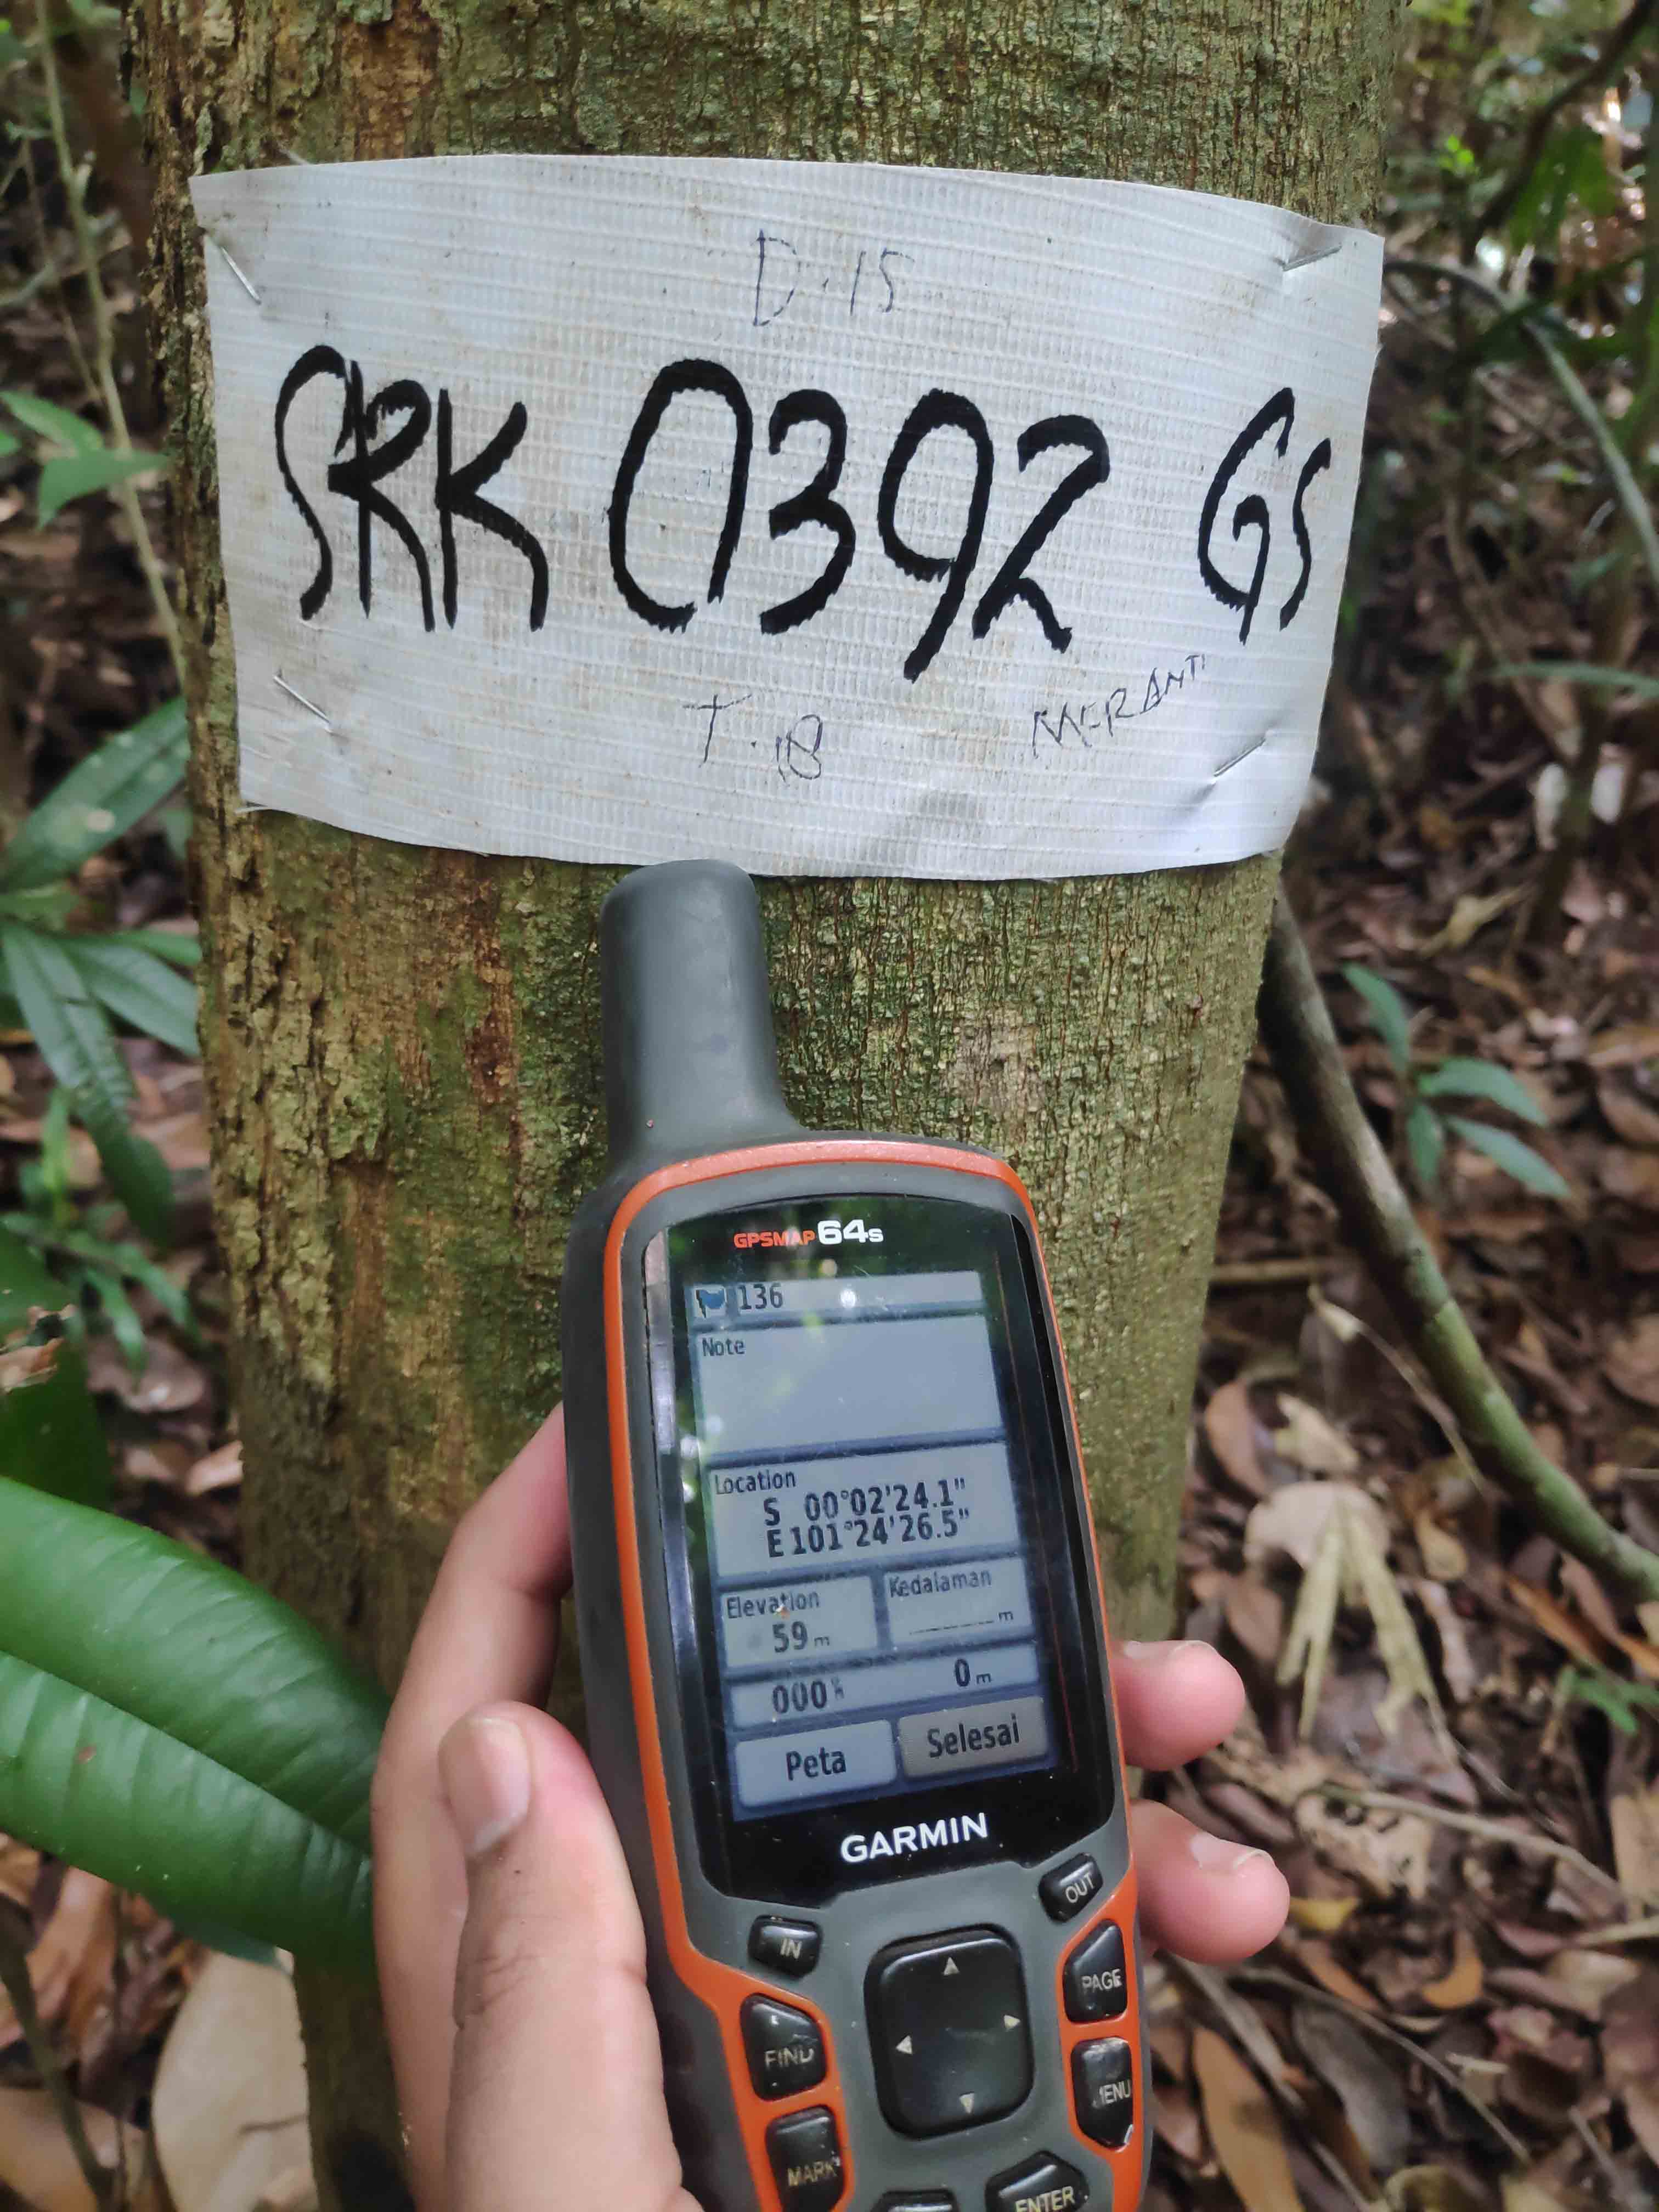 D.15
SRK 0392 GS
T.18
MERANTI
GPSMAP 64s
136
Note
Location
S 00°02'24.1"
E 101°24'26.5"
Elevation
59 m
Kedalaman
_____ m
000°
0 m
Peta
Selesai
GARMIN
IN
OUT
FIND
PAGE
MARK
MENU
ENTER